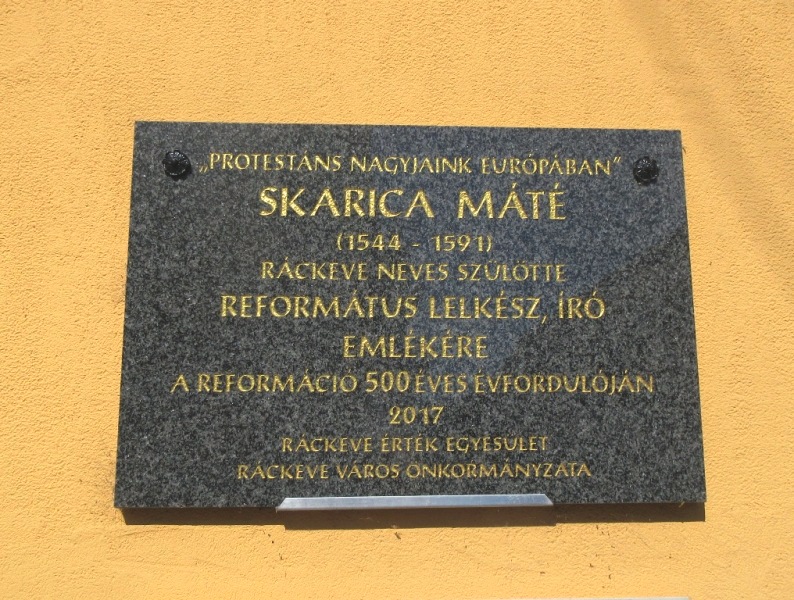 „PROTESTÁNS NAGYJAINK EURÓPÁBAN”
SKARICA MÁTÉ
(1544 - 1591)
RÁCKEVE NEVES SZÜLÖTTE
REFORMÁTUS LELKÉSZ, ÍRÓ
EMLÉKÉRE
A REFORMÁCIÓ 500 ÉVES ÉVFORDULÓJÁN
2017
RÁCKEVE ÉRTÉK EGYESÜLET
RÁCKEVE VÁROS ÖNKORMÁNYZATA